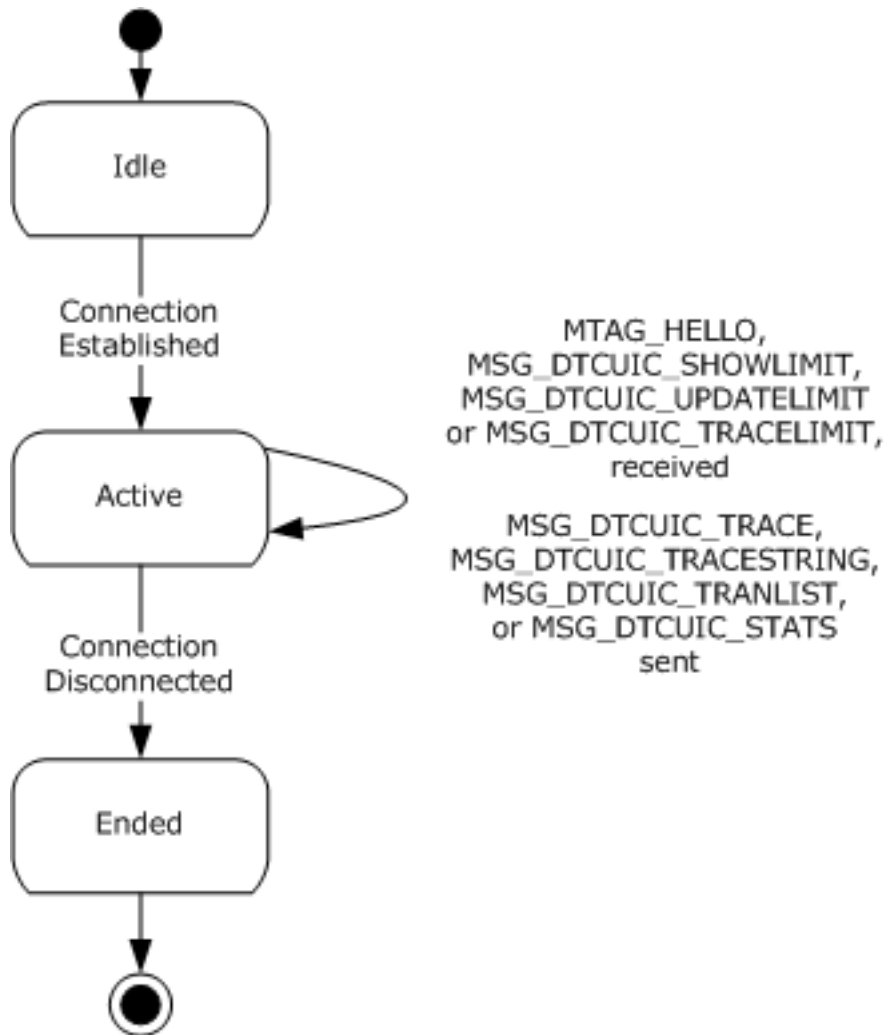 Idle
Connection
Established
MTAG_HELLO,
MSG_DTCUIC_SHOWLIMIT,
MSG_DTCUIC_UPDATELIMIT
or MSG_DTCUIC_TRACELIMIT,
received
Active
MSG_DTCUIC_TRACE,
MSG_DTCUIC_TRACESTRING,
MSG_DTCUIC_TRANLIST,
or MSG_DTCUIC_STATS
sent
Connection
Disconnected
Ended